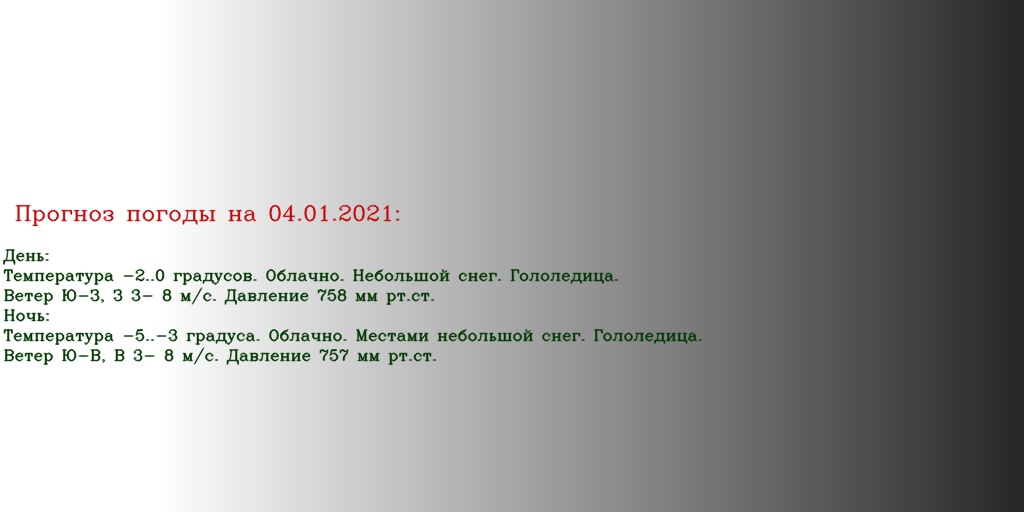 Прогноз погоды на 04.01.2021:
День:
Температура -2..0 градусов. Облачно. Небольшой снег. Гололедица.
Ветер Ю-З, З 3- 8 м/с. Давление 758 мм рт.ст.
Ночь:
Температура -5..-3 градуса. Облачно. Местами небольшой снег. Гололедица.
Ветер Ю-В, В 3- 8 м/с. Давление 757 мм рт.ст.